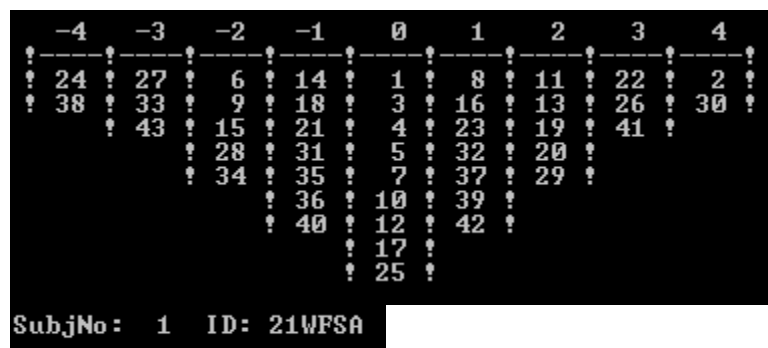 -4 -3 -2 -1 0 1 2 3 4
! 24 ! 27 ! 6 ! 14 ! 1 ! 8 ! 11 ! 22 ! 2 !
! 38 ! 33 ! 9 ! 18 ! 3 ! 16 ! 13 ! 26 ! 30 !
! 43 ! 15 ! 21 ! 4 ! 23 ! 19 ! 41 !
! 28 ! 31 ! 5 ! 32 ! 20 !
! 34 ! 35 ! 7 ! 37 ! 29 !
! 36 ! 10 ! 39 !
! 40 ! 12 ! 42 !
! 17 !
! 25 !
SubjNo: 1 ID: 21WFSA